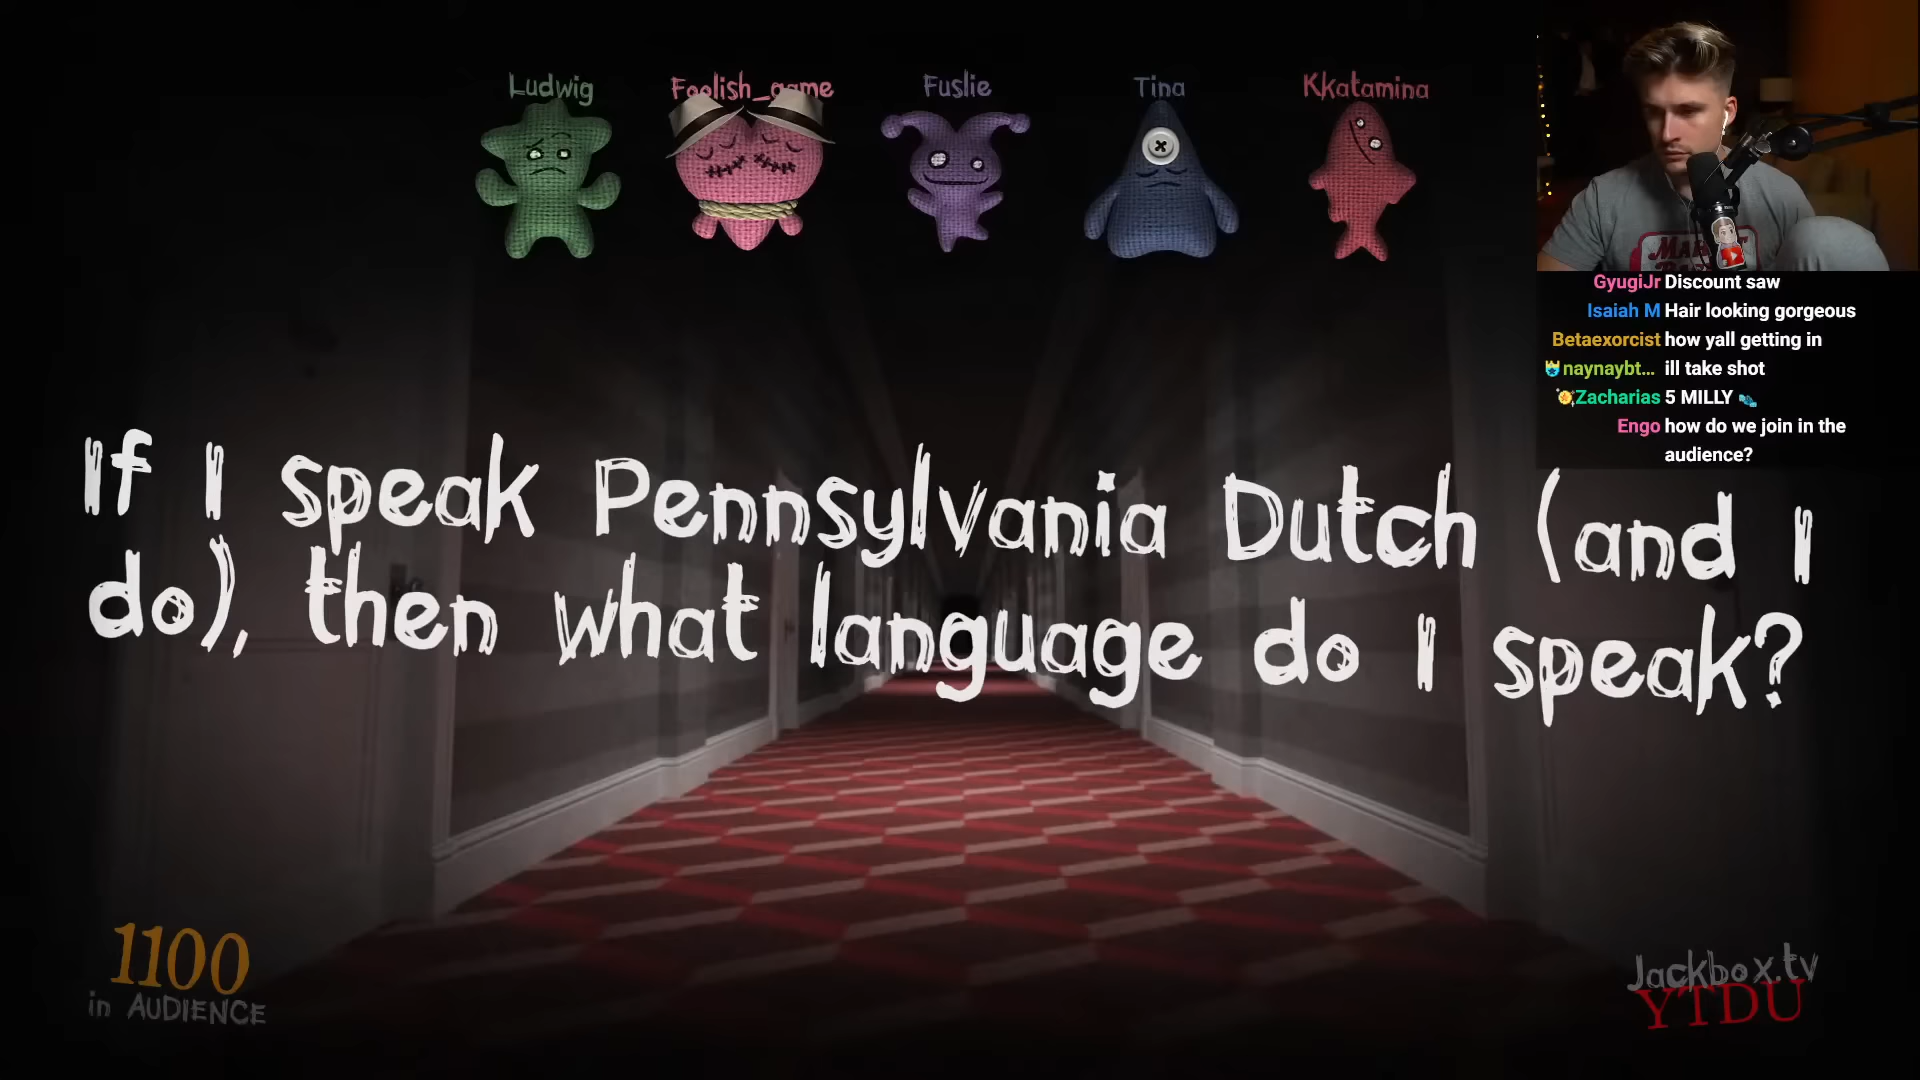 Ludwig
Foolish_game
Fuslie
Tina
Kkatamina
GyugiJr Discount saw
Isaiah M Hair looking gorgeous
Betaexorcist how yall getting in
naynaybt... ill take shot
Zacharias 5 MILLY
Engo how do we join in the
audience?
If I speak Pennsylvania Dutch (and I
do), then what language do I speak?
1100
in AUDIENCE
Jackbox.tv
YTDU